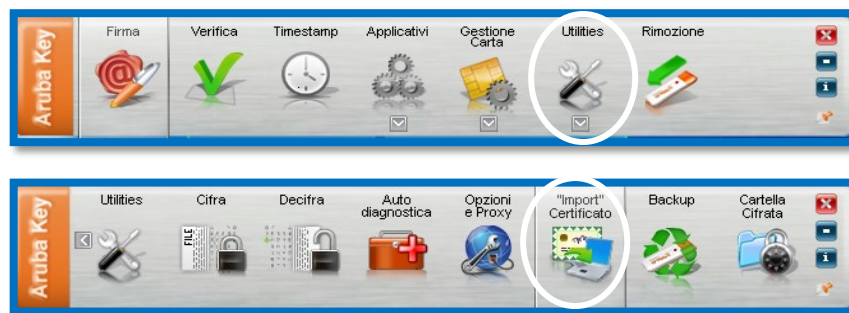 Aruba Key
Firma
Verifica
Timestamp
Applicativi
Gestione
Carta
Utilities
Rimozione
Aruba Key
Utilities
Cifra
Decifra
Auto
diagnostica
Opzioni
e Proxy
"Import"
Certificato
Backup
Cartella
Cifrata
FILE